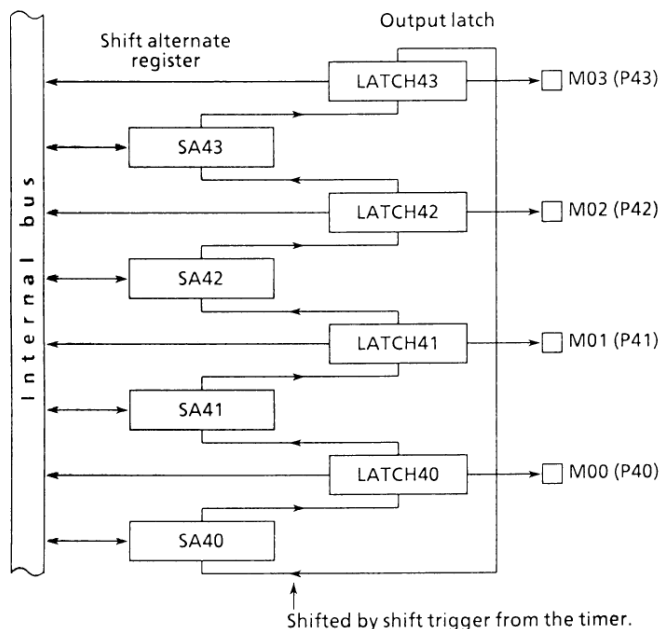 Output latch
Shift alternate
register
LATCH43
M03 (P43)
SA43
LATCH42
M02 (P42)
SA42
LATCH41
M01 (P41)
SA41
LATCH40
M00 (P40)
SA40
Internal bus
Shifted by shift trigger from the timer.